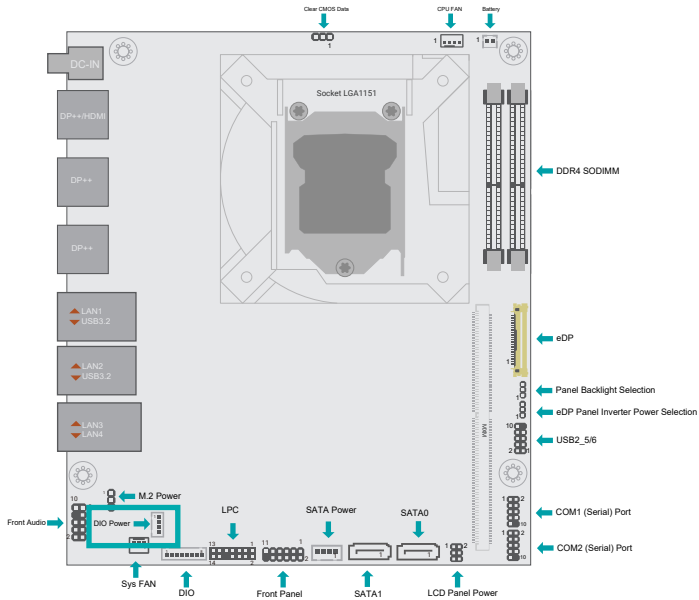 Clear CMOS Data
CPU FAN
Battery
1
1
1
DC-IN
Socket LGA1151
DP++/HDMI
DP++
DDR4 SODIMM
DP++
LAN1
USB3.2
eDP
1
LAN2
USB3.2
Panel Backlight Selection
1
eDP Panel Inverter Power Selection
1
LAN3
LAN4
10
USB2_5/6
2
1
MXM
1
M.2 Power
10
Front Audio
2
DIO Power
LPC
SATA Power
SATA0
1
2
COM1 (Serial) Port
10
1
2
COM2 (Serial) Port
10
13
1
14
2
11
1
2
1
1
1
1
2
Sys FAN
DIO
Front Panel
SATA1
LCD Panel Power